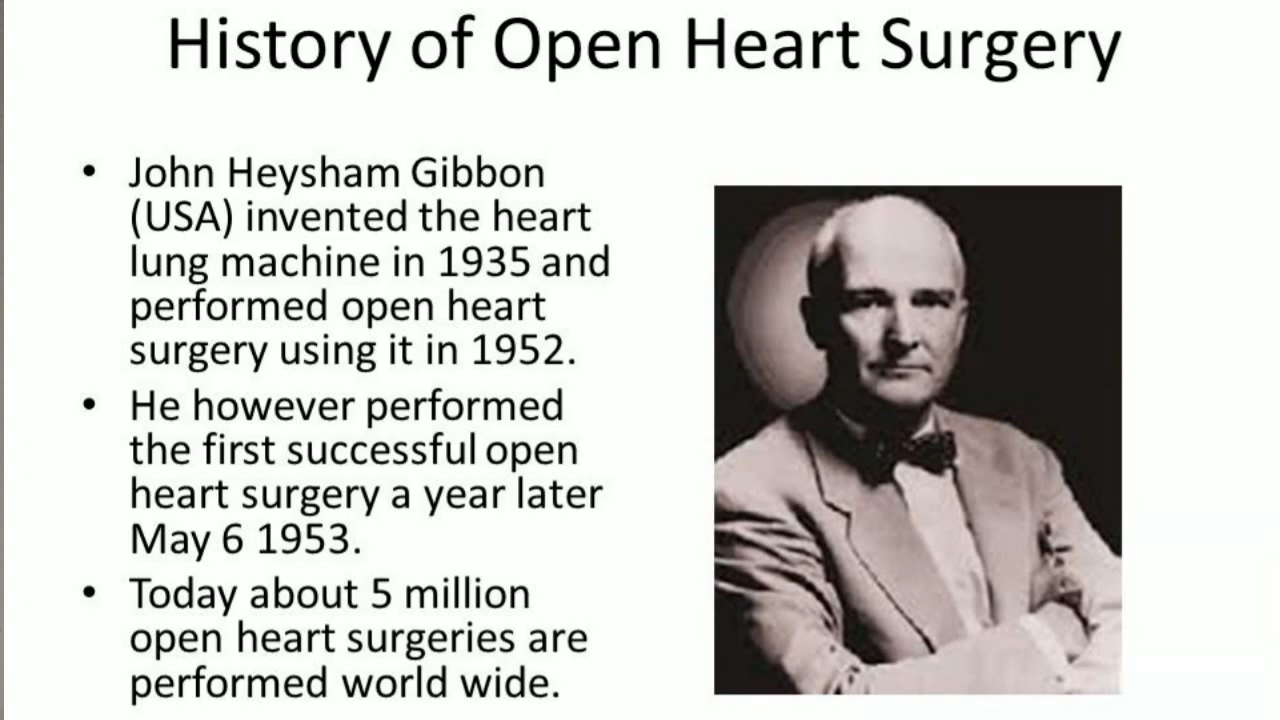 History of Open Heart Surgery
• John Heysham Gibbon
(USA) invented the heart
lung machine in 1935 and
performed open heart
surgery using it in 1952.
• He however performed
the first successful open
heart surgery a year later
May 6 1953.
• Today about 5 million
open heart surgeries are
performed world wide.